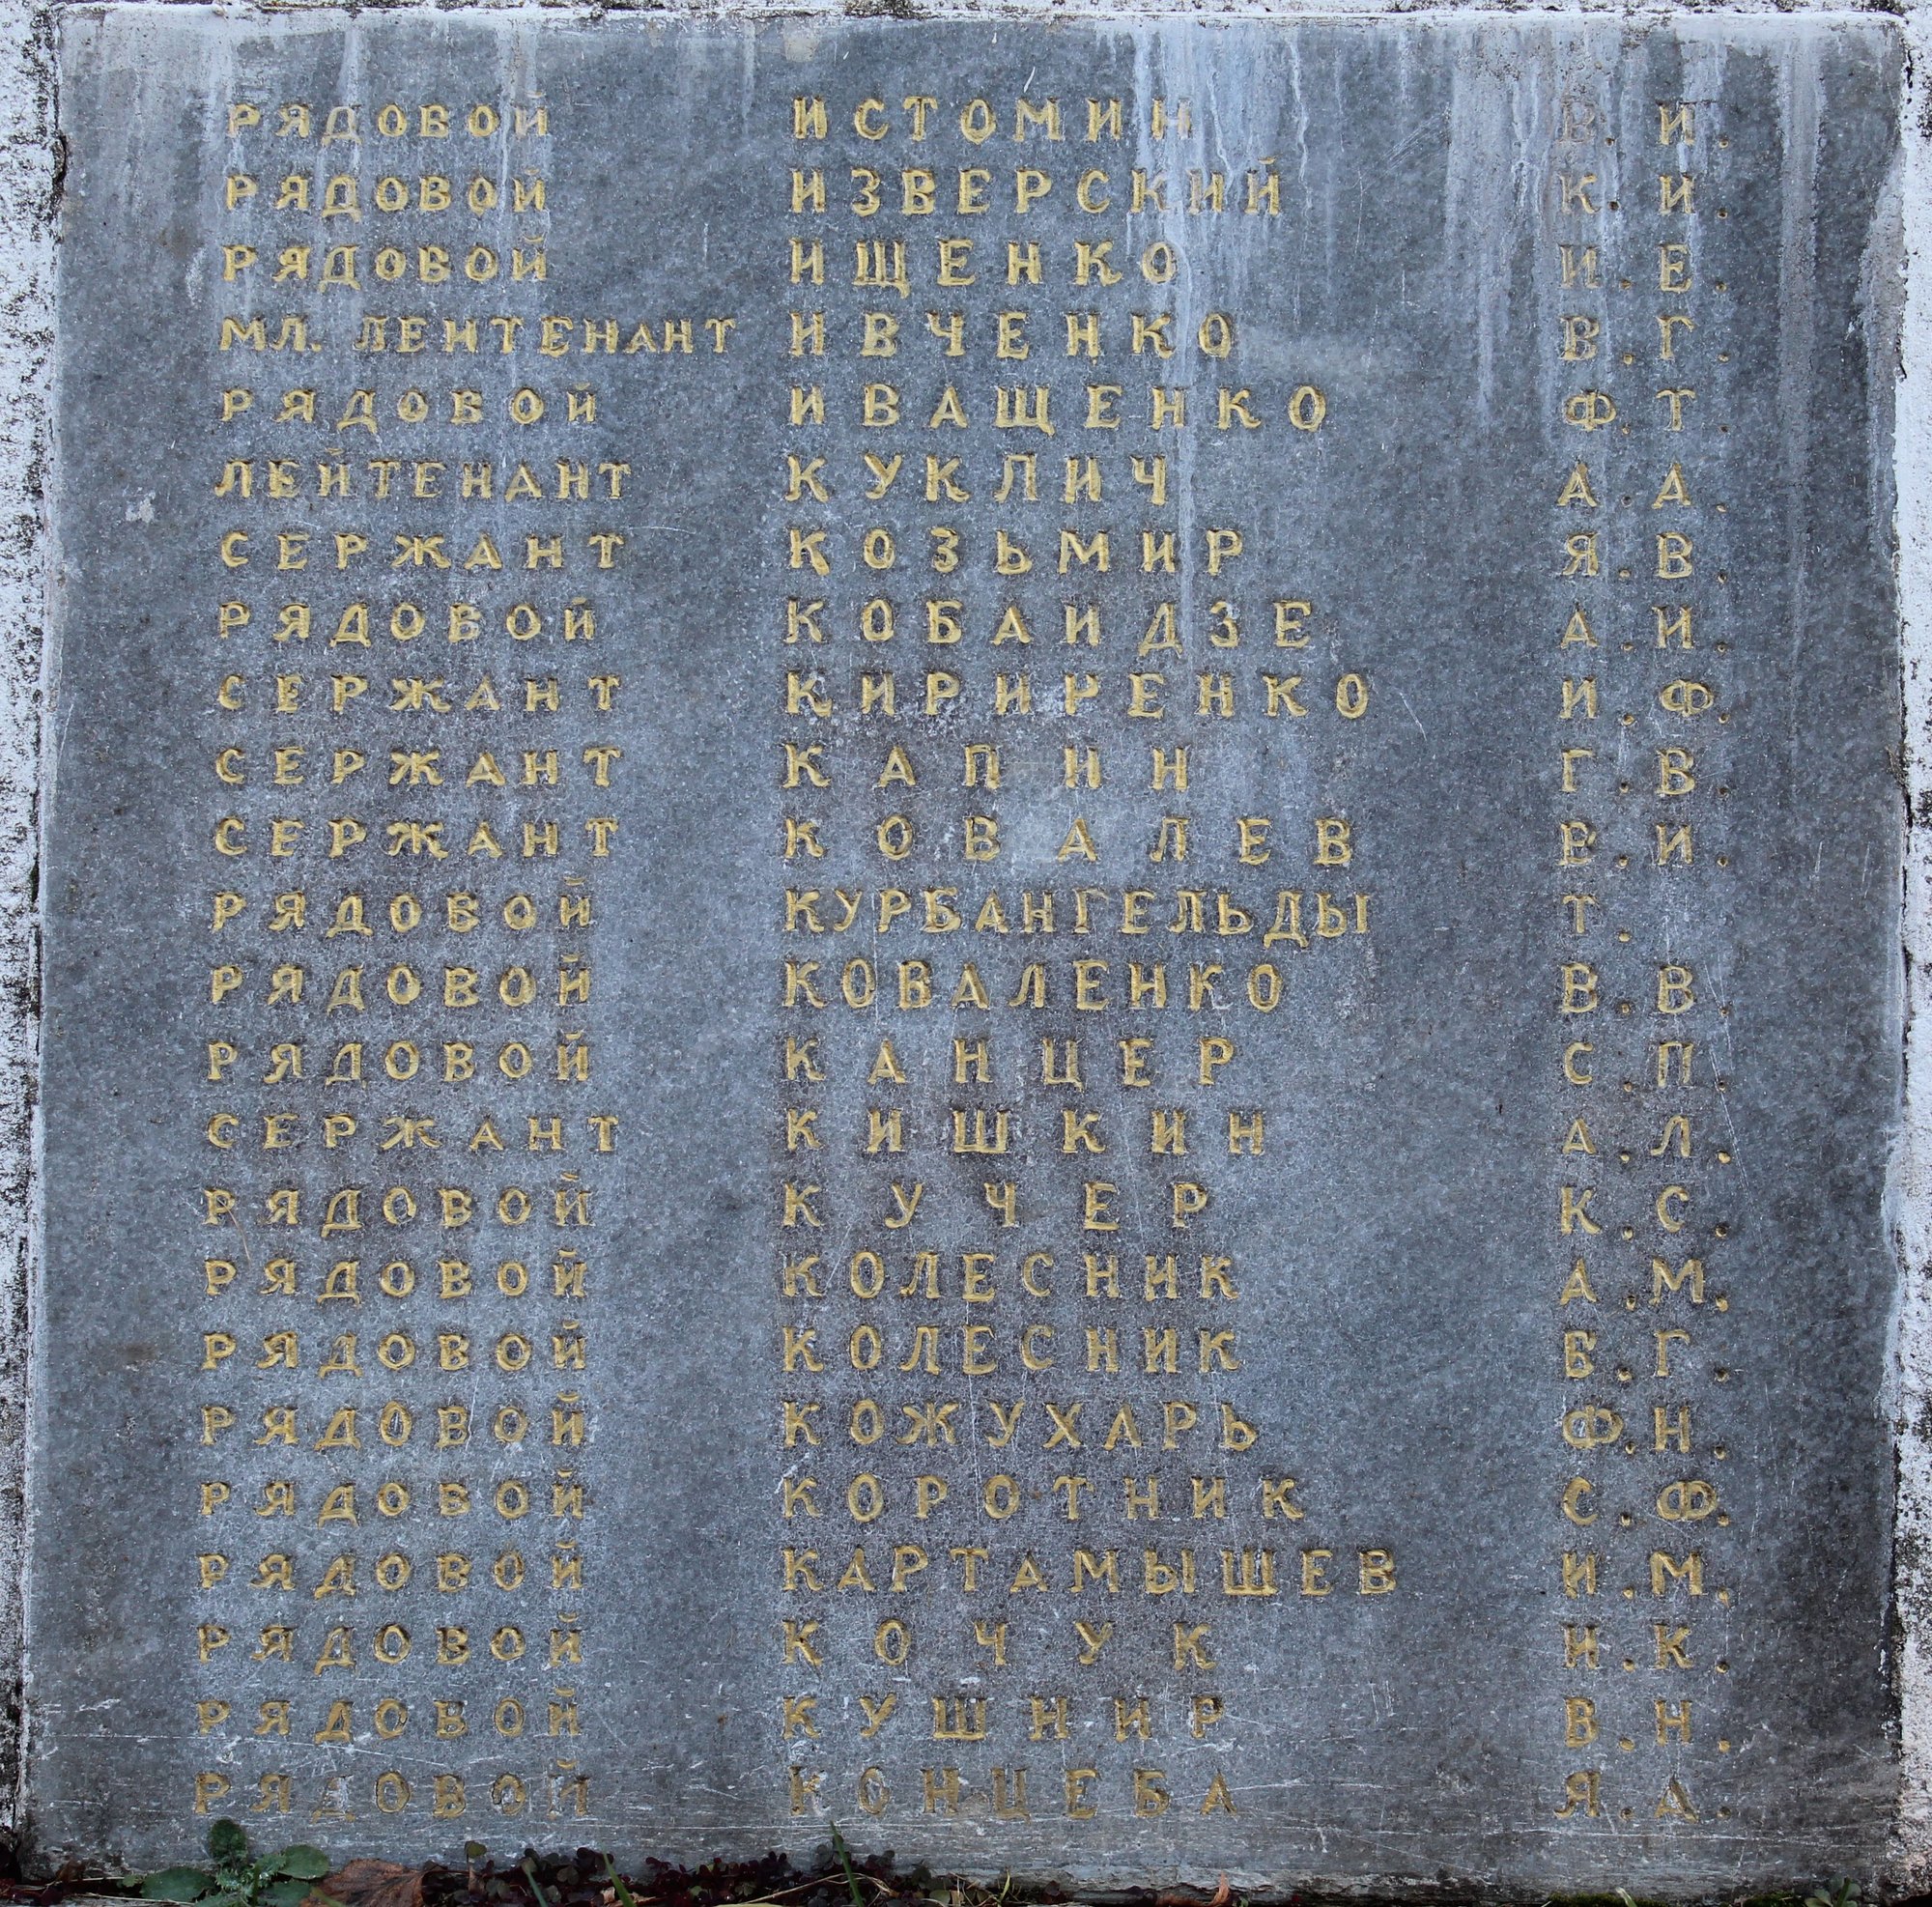 РЯДОВОЙ ИСТОМИН В. И.
РЯДОВОЙ ИЗВЕРСКИЙ К. И.
РЯДОВОЙ ИЩЕНКО И. Е.
МЛ. ЛЕИТЕНАНТ ИВЧЕНКО В. Г.
РЯДОВОЙ ИВАЩЕНКО Ф. Т.
ЛЕЙТЕНАНТ КУКЛИЧ А. А.
СЕРЖАНТ КОЗЬМИР Я. В.
РЯДОВОЙ КОБАИДЗЕ А. И.
СЕРЖАНТ КИРИРЕНКО И. Ф.
СЕРЖАНТ КАПИН Г. В.
СЕРЖАНТ КОВАЛЕВ Е. И.
РЯДОВОЙ КУРБАНГЕЛЬДЫ Т.
РЯДОВОЙ КОВАЛЕНКО В. В.
РЯДОВОЙ КАНЦЕР С. П.
СЕРЖАНТ КИШКИН А. Л.
РЯДОВОЙ КУЧЕР К. С.
РЯДОВОЙ КОЛЕСНИК А. М.
РЯДОВОЙ КОЛЕСНИК Б. Г.
РЯДОВОЙ КОЖУХАРЬ Ф. Н.
РЯДОВОЙ КОРОТНИК С. Ф.
РЯДОВОЙ КАРТАМЫШЕВ И. М.
РЯДОВОЙ КОЧУК И. К.
РЯДОВОЙ КУШНИР В. Н.
РЯДОВОЙ КОНЦЕБА Я. А.